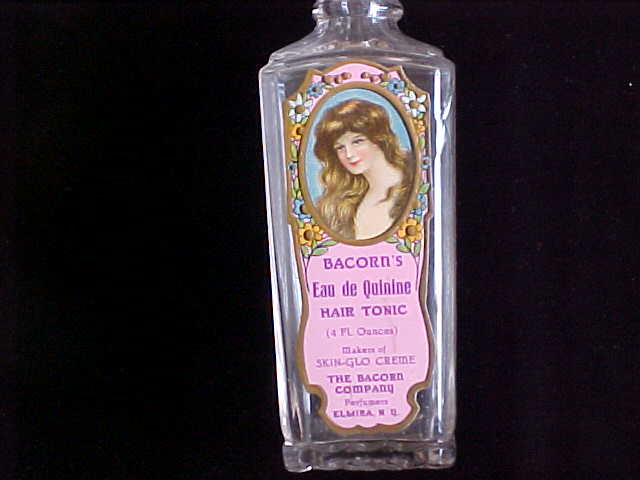 BACORN'S
Eau de Quinine
HAIR TONIC
(4 Fl. Ounces)
Makers of
SKIN-GLO CREME
THE BACORN
COMPANY
Perfumers
ELMIRA, N.Y.